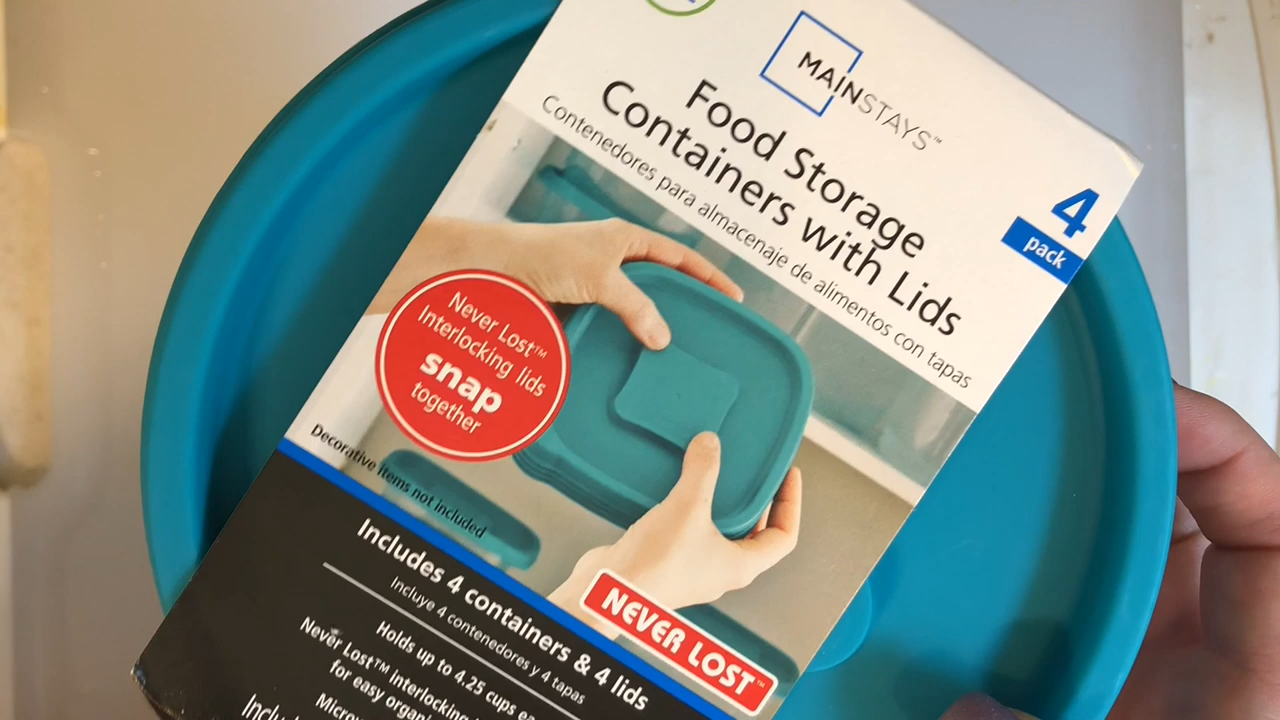 MAINSTAYS™
Food Storage
Containers with Lids
Contenedores para almacenaje de alimentos con tapas
4
pack
Never Lost™
Interlocking lids
snap
together
Decorative items not included
NEVER LOST™
Includes 4 containers & 4 lids
Incluye 4 contenedores y 4 tapas
Holds up to 4.25 cups
Never Lost™ interlocking
for easy